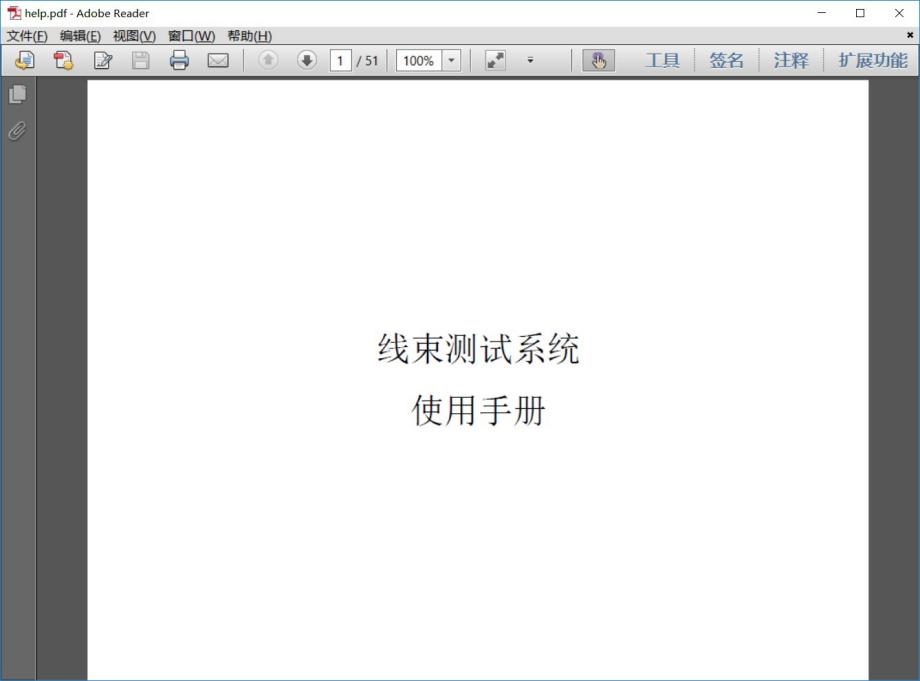 help.pdf - Adobe Reader
文件(F) 编辑(E) 视图(V) 窗口(W) 帮助(H)
1 / 51 100% 工具 签名 注释 扩展功能
线束测试系统
使用手册